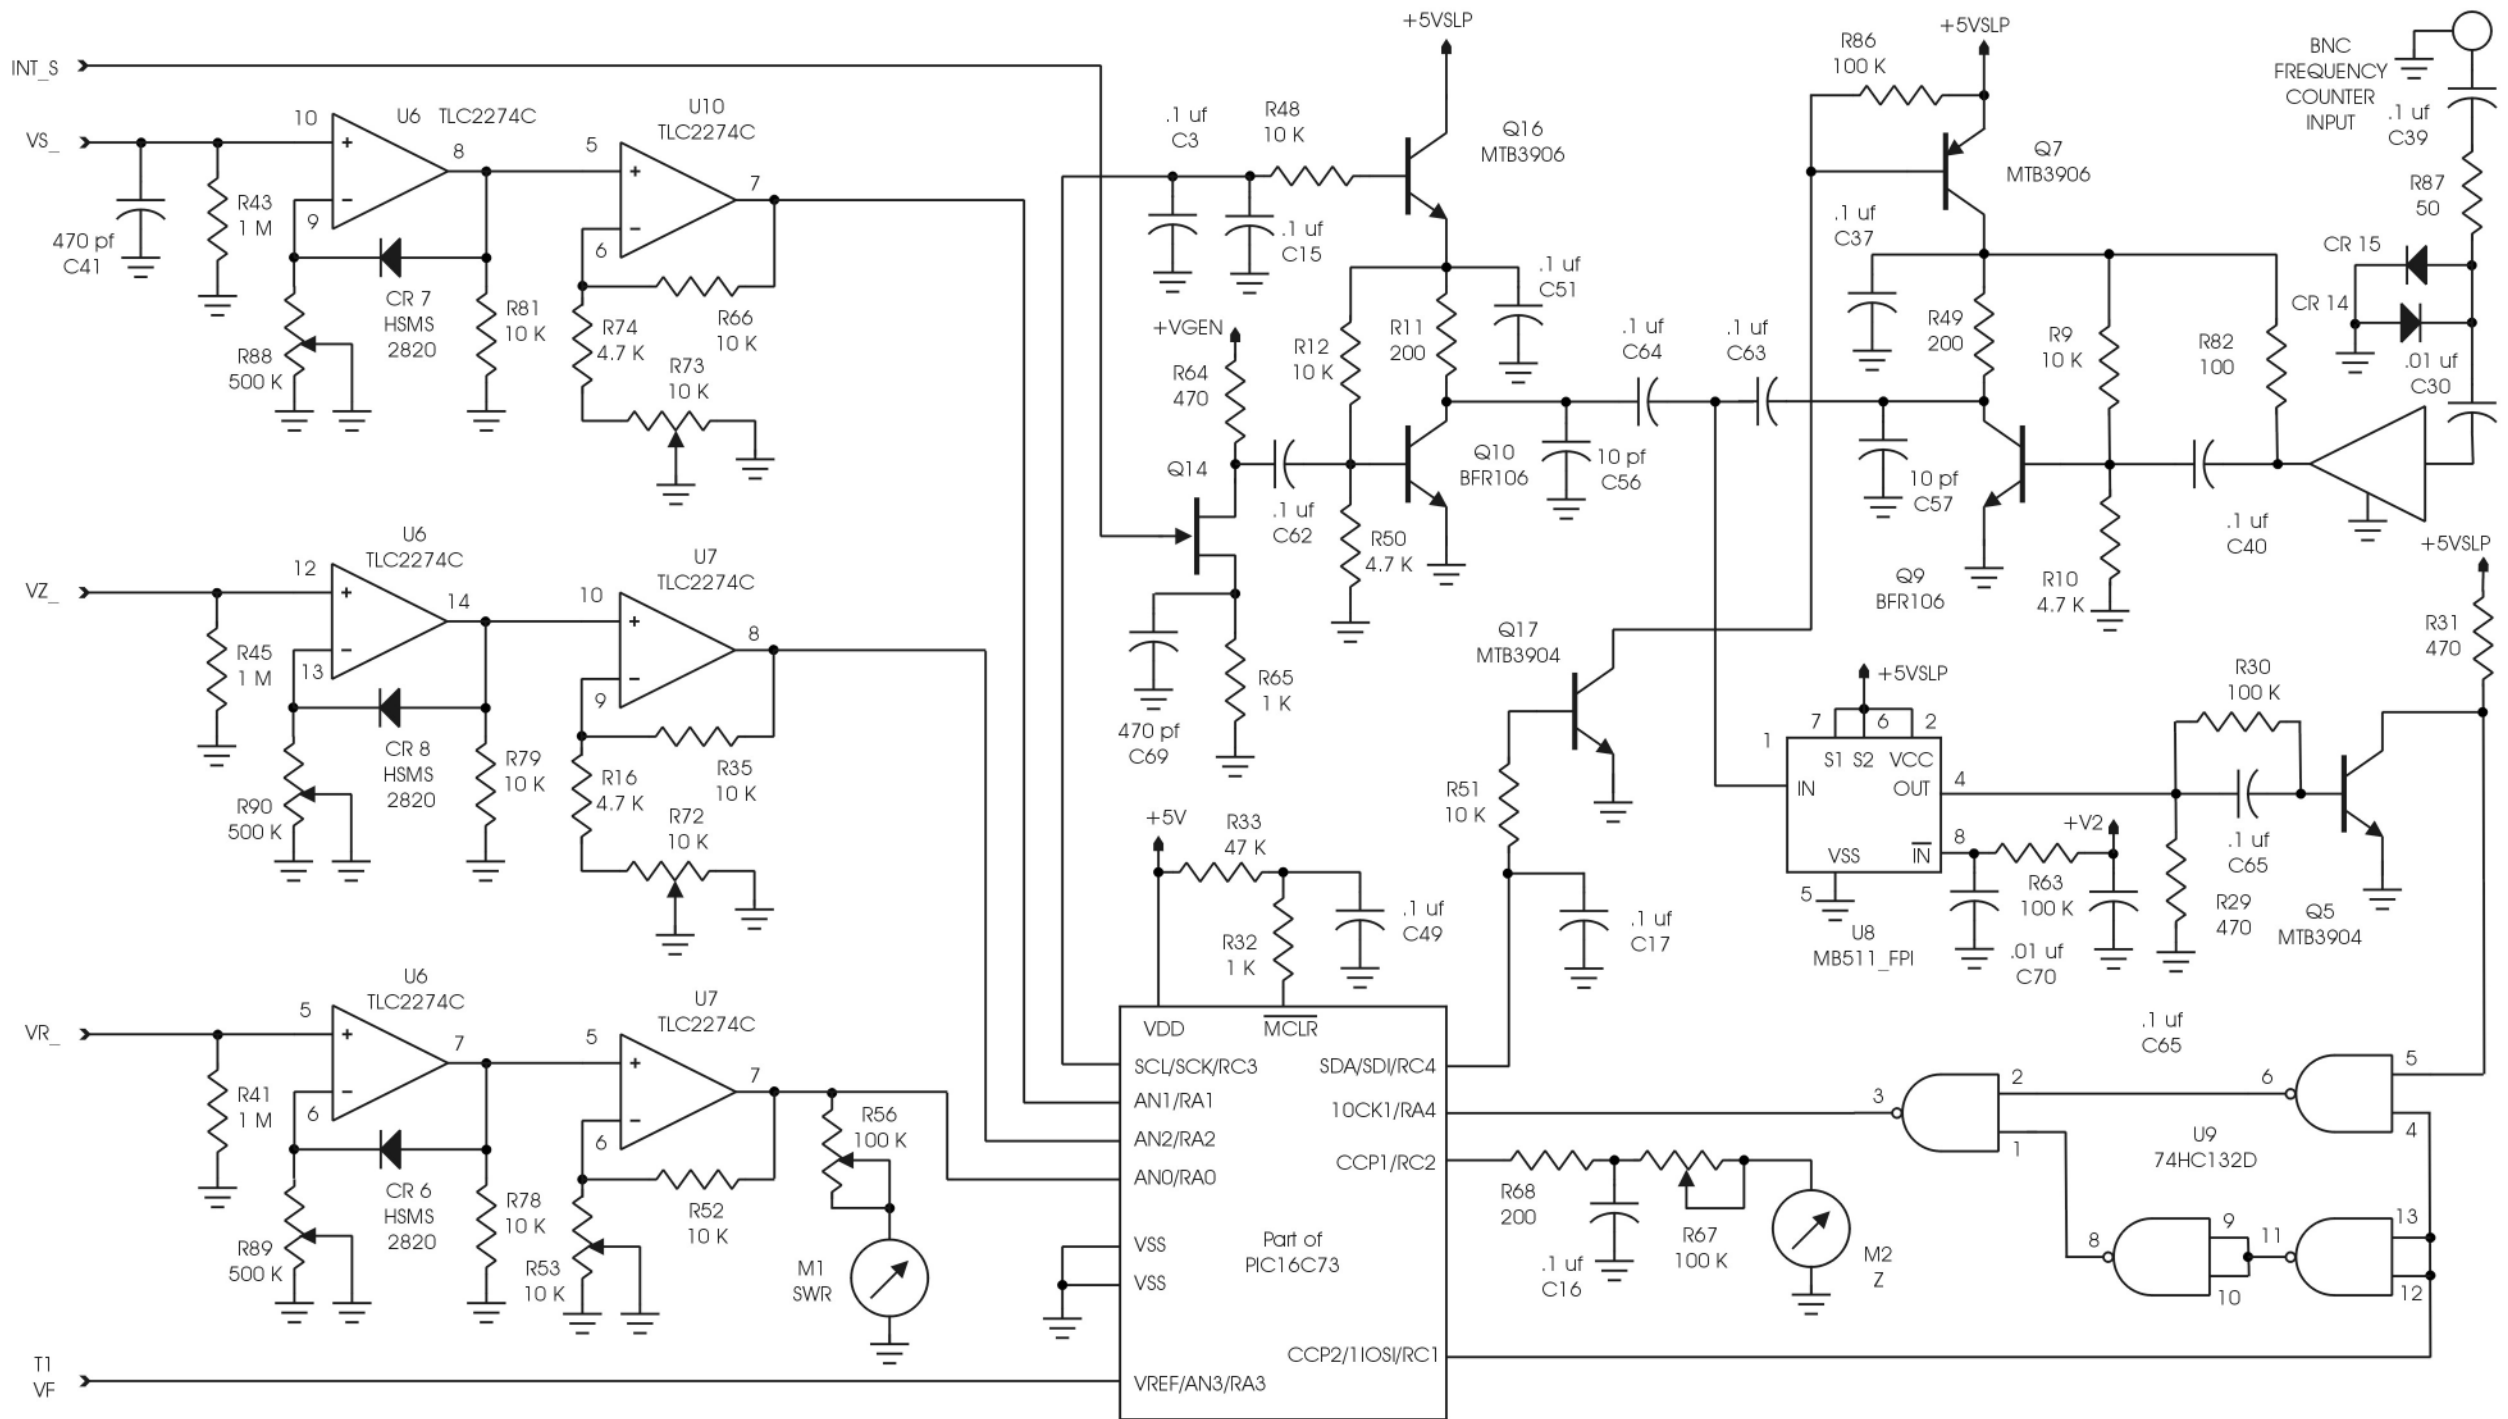 INT_S
VS_
470 pf
C41
R43
1 M
10
9
8
U6 TLC2274C
CR 7
HSMS
2820
R88
500 K
R81
10 K
U10
TLC2274C
5
6
7
R74
4.7 K
R66
10 K
R73
10 K
VZ_
R45
1 M
12
13
14
U6
TLC2274C
CR 8
HSMS
2820
R90
500 K
R79
10 K
U7
TLC2274C
10
9
8
R16
4.7 K
R35
10 K
R72
10 K
VR_
R41
1 M
5
6
7
U6
TLC2274C
CR 6
HSMS
2820
R89
500 K
R78
10 K
U7
TLC2274C
5
6
7
R53
10 K
R52
10 K
R56
100 K
M1
SWR
T1
VF
+5VSLP
.1 uf
C3
R48
10 K
.1 uf
C15
Q16
MTB3906
.1 uf
C51
+VGEN
R64
470
R12
10 K
R11
200
Q14
.1 uf
C62
Q10
BFR106
R50
4.7 K
10 pf
C56
.1 uf
C64
.1 uf
C63
470 pf
C69
R65
1 K
+5V
R33
47 K
R32
1 K
.1 uf
C49
Q17
MTB3904
R51
10 K
.1 uf
C17
+5VSLP
R86
100 K
Q7
MTB3906
.1 uf
C37
R49
200
R9
10 K
R82
100
10 pf
C57
Q9
BFR106
R10
4.7 K
.1 uf
C40
BNC
FREQUENCY
COUNTER
INPUT
.1 uf
C39
R87
50
CR 15
CR 14
.01 uf
C30
+5VSLP
R31
470
+5VSLP
7 6 2
1
S1 S2 VCC
IN OUT
4
8
VSS IN
5
U8
MB511_FPI
+V2
R63
100 K
.01 uf
C70
R30
100 K
.1 uf
C65
R29
470
Q5
MTB3904
.1 uf
C65
VDD MCLR
SCL/SCK/RC3 SDA/SDI/RC4
AN1/RA1 10CK1/RA4
AN2/RA2
CCP1/RC2
AN0/RA0
VSS
VSS
Part of
PIC16C73
CCP2/1IOSI/RC1
VREF/AN3/RA3
R68
200
.1 uf
C16
R67
100 K
M2
Z
3
2
1
6
5
4
U9
74HC132D
8
9
10
11
13
12